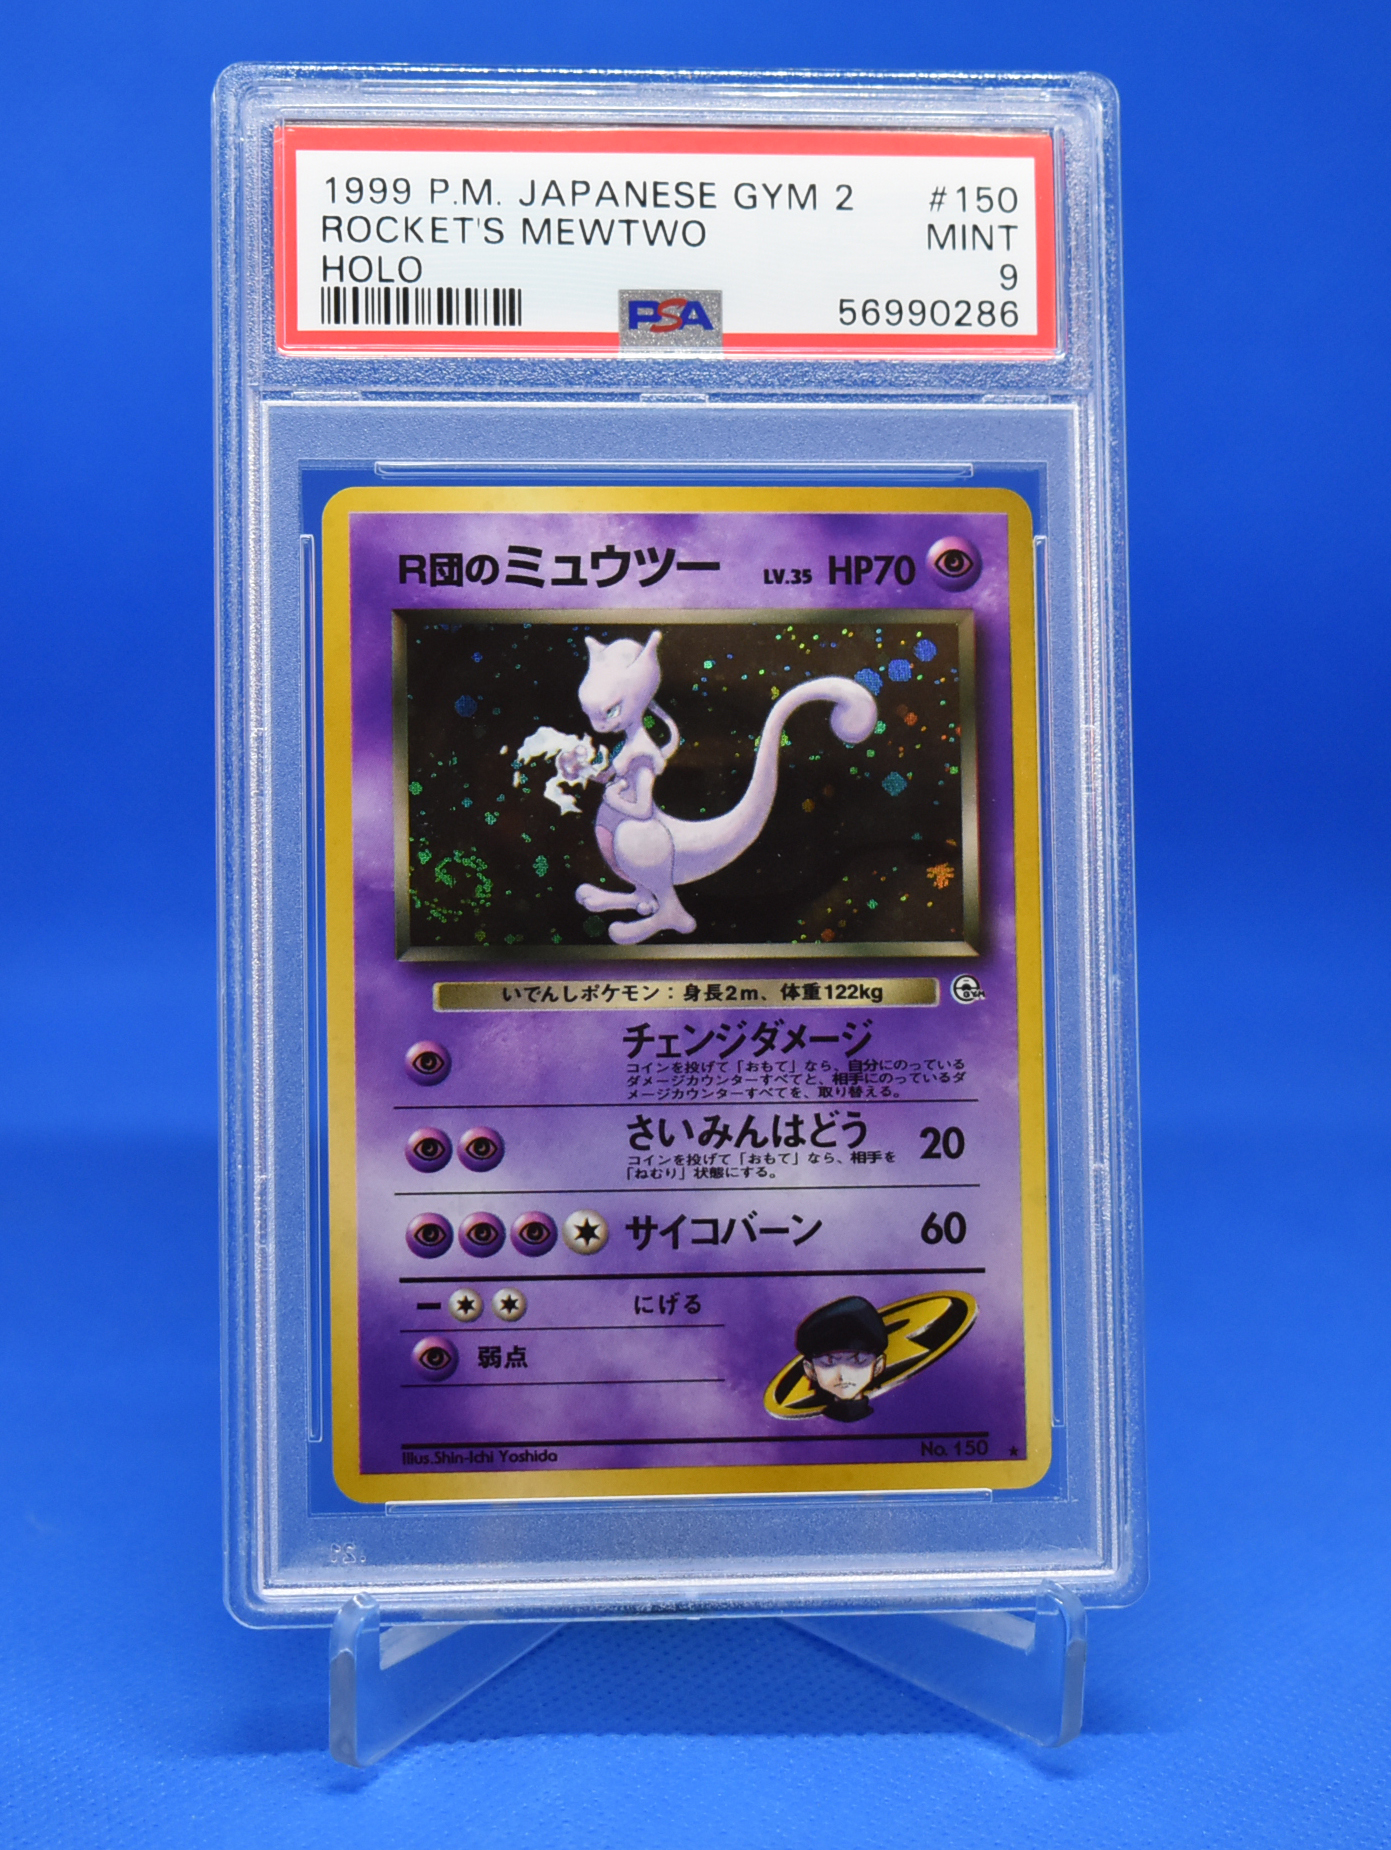 1999 P.M. JAPANESE GYM 2 #150
ROCKET'S MEWTWO MINT
HOLO 9
PSA 56990286
R団のミュウツー LV.35 HP70
いでんしポケモン：身長2m、体重122kg
GYM
チェンジダメージ
コインを投げて「おもて」なら、自分にのっている
ダメージカウンターすべてと、相手にのっているダ
メージカウンターすべてを、取り替える。
さいみんはどう 20
コインを投げて「おもて」なら、相手を
「ねむり」状態にする。
サイコバーン 60
にげる
弱点
R
Illus.Shin-Ichi Yoshida No. 150 ★